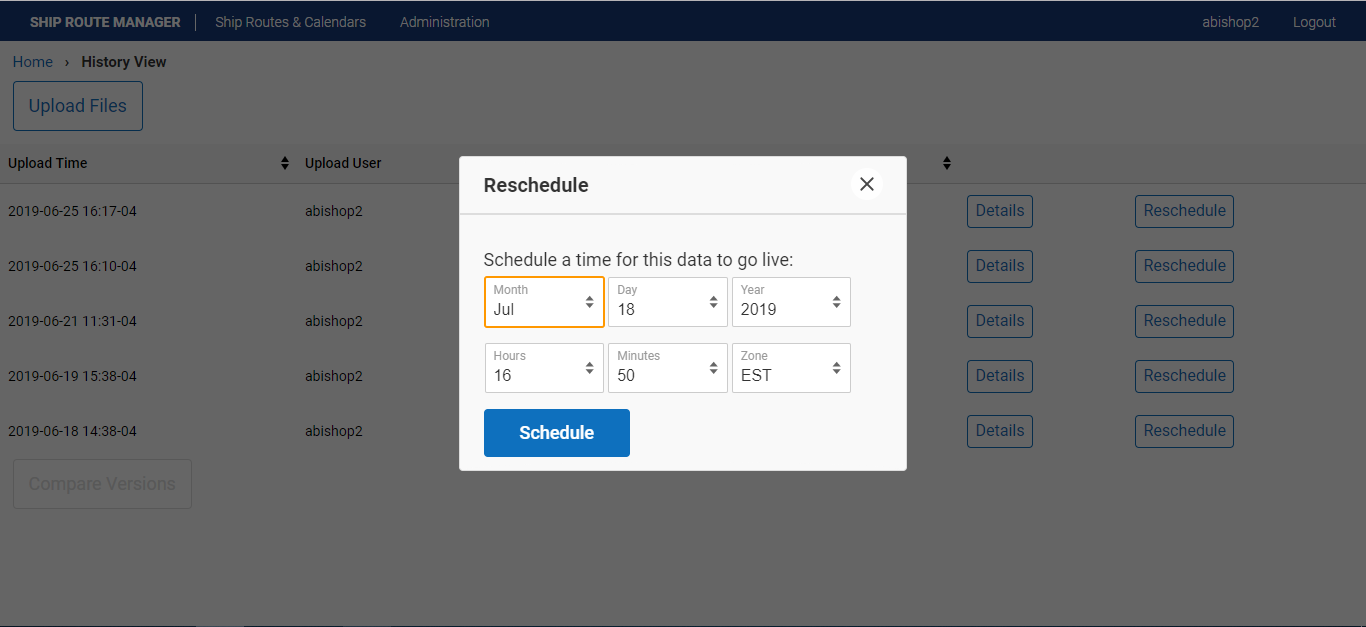 SHIP ROUTE MANAGER Ship Routes & Calendars Administration abishop2 Logout
Home › History View
Upload Files
Upload Time Upload User
2019-06-25 16:17-04 abishop2 Details Reschedule
2019-06-25 16:10-04 abishop2 Details Reschedule
2019-06-21 11:31-04 abishop2 Details Reschedule
2019-06-19 15:38-04 abishop2 Details Reschedule
2019-06-18 14:38-04 abishop2 Details Reschedule
Compare Versions
Reschedule
Schedule a time for this data to go live:
Month Day Year
Jul 18 2019
Hours Minutes Zone
16 50 EST
Schedule